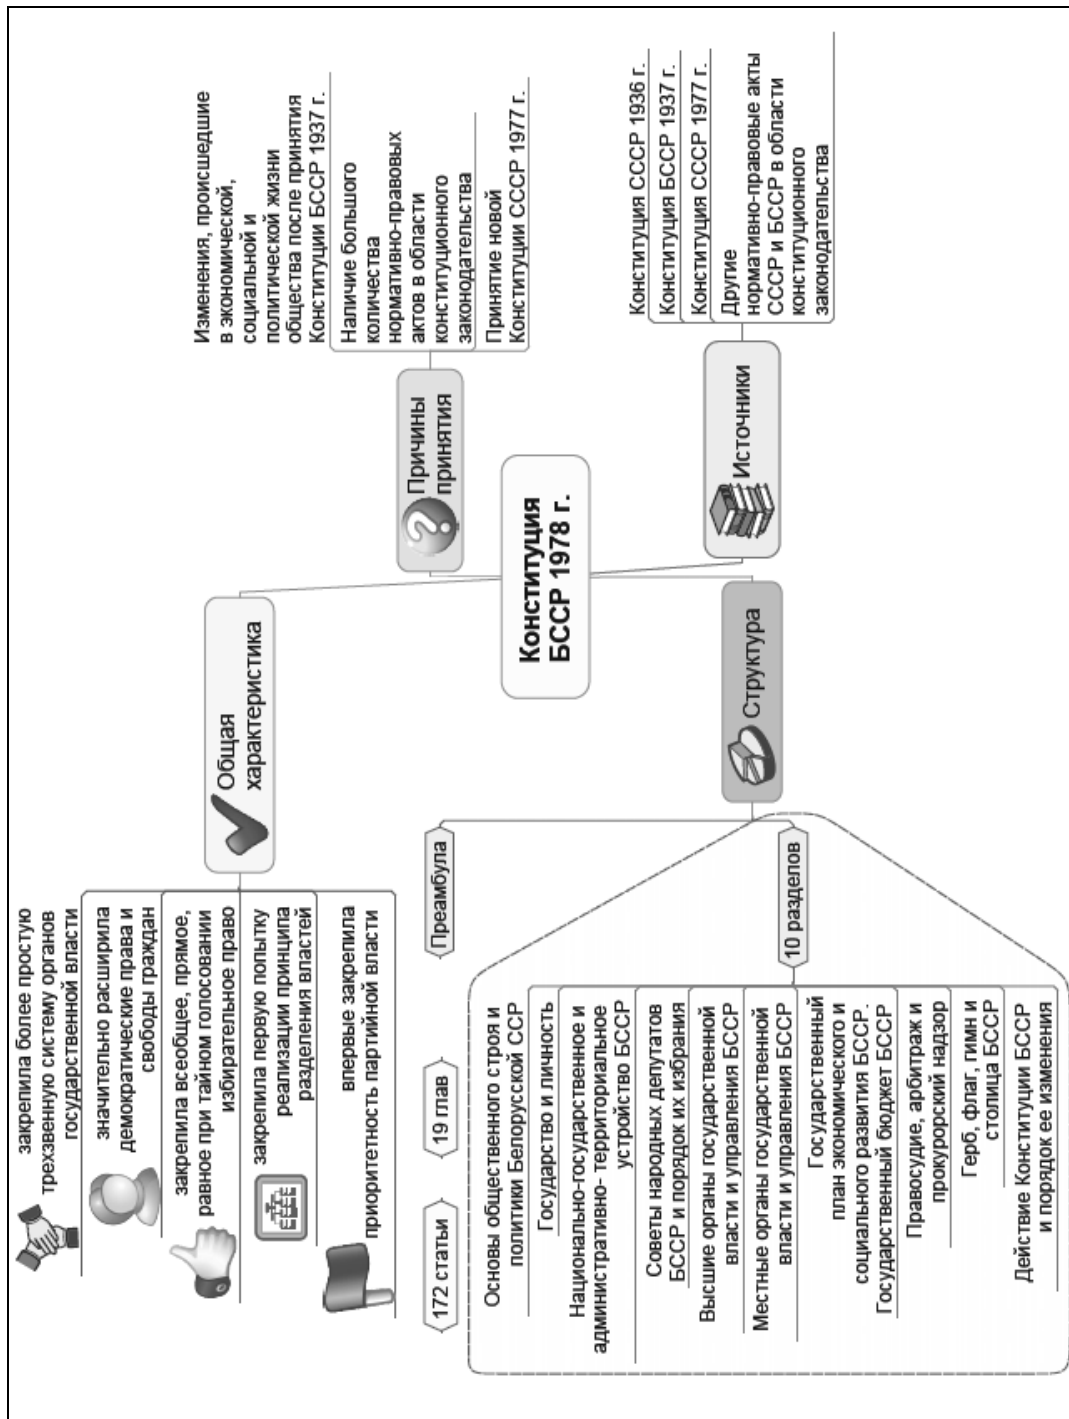 Конституция
БССР 1978 г.
Общая
характеристика
закрепила более простую
трехзвенную систему органов
государственной власти
значительно расширила
демократические права и
свободы граждан
закрепила всеобщее, прямое,
равное при тайном голосовании
избирательное право
закрепила первую попытку
реализации принципа
разделения властей
впервые закрепила
приоритетность партийной власти
Причины
принятия
Изменения, происшедшие
в экономической,
социальной и
политической жизни
общества после принятия
Конституции БССР 1937 г.
Наличие большого
количества
нормативно-правовых
актов в области
конституционного
законодательства
Принятие новой
Конституции СССР 1977 г.
Источники
Конституция СССР 1936 г.
Конституция БССР 1937 г.
Конституция СССР 1977 г.
Другие
нормативно-правовые акты
СССР и БССР в области
конституционного
законодательства
Структура
Преамбула
10 разделов
19 глав
172 статьи
Основы общественного строя и
политики Белорусской ССР
Государство и личность
Национально-государственное и
административно- территориальное
устройство БССР
Советы народных депутатов
БССР и порядок их избрания
Высшие органы государственной
власти и управления БССР
Местные органы государственной
власти и управления БССР
Государственный
план экономического и
социального развития БССР.
Государственный бюджет БССР
Правосудие, арбитраж и
прокурорский надзор
Герб, флаг, гимн и
столица БССР
Действие Конституции БССР
и порядок ее изменения